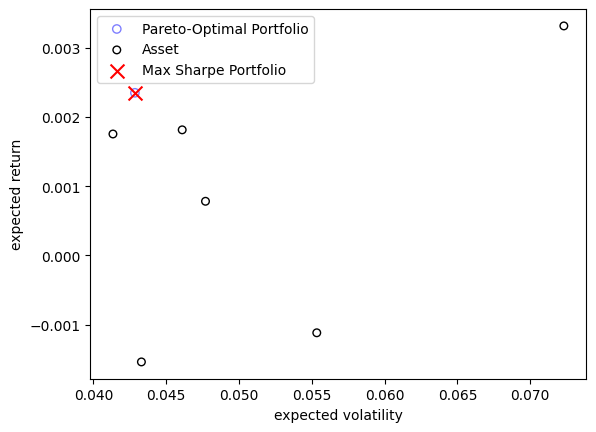 Pareto-Optimal Portfolio
Asset
Max Sharpe Portfolio
expected return
0.003
0.002
0.001
0.000
−0.001
0.040 0.045 0.050 0.055 0.060 0.065 0.070
expected volatility